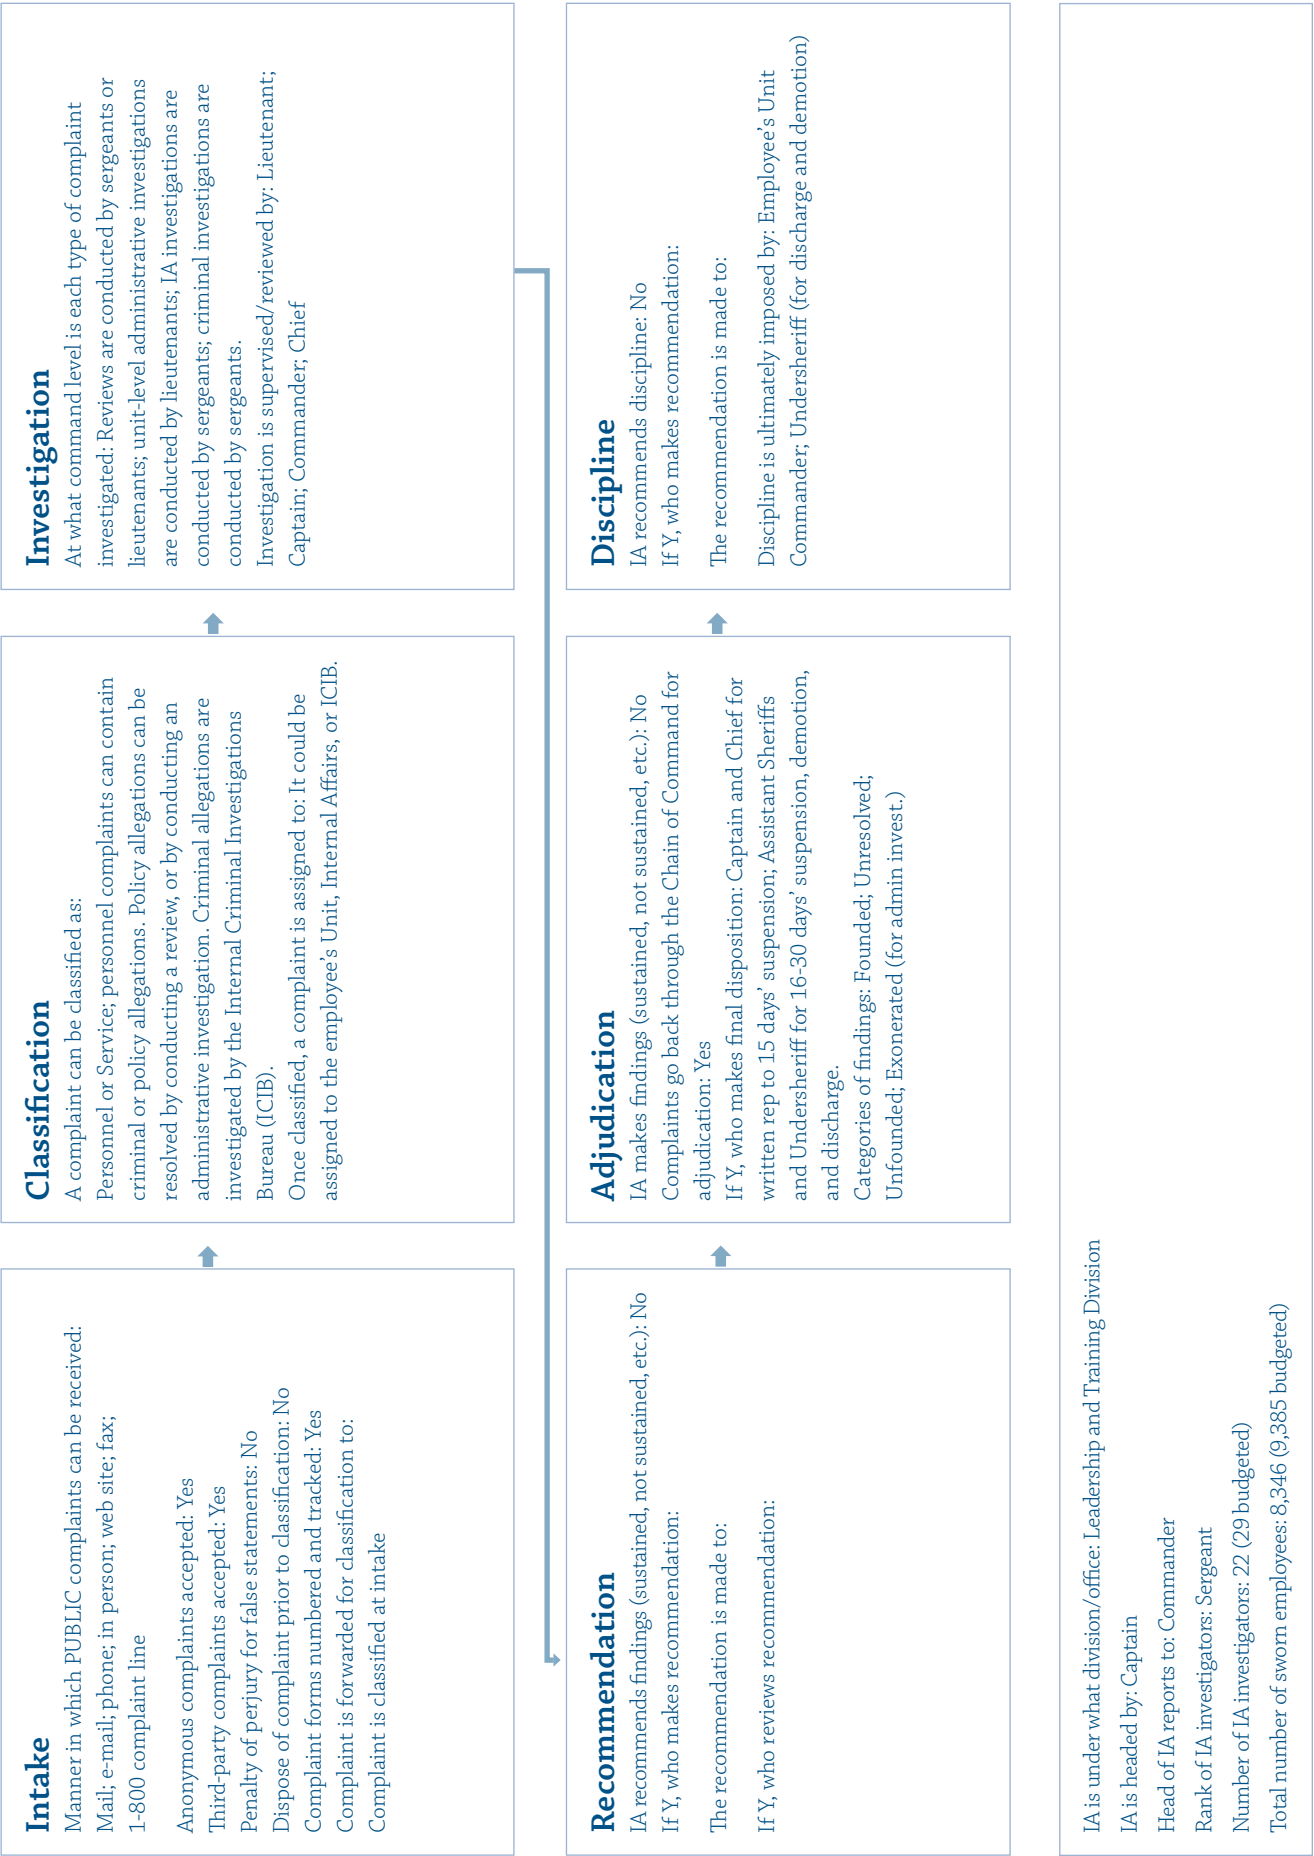 Intake
Manner in which PUBLIC complaints can be received:
Mail; e-mail; phone; in person; web site; fax;
1-800 complaint line
Anonymous complaints accepted: Yes
Third-party complaints accepted: Yes
Penalty of perjury for false statements: No
Dispose of complaint prior to classification: No
Complaint forms numbered and tracked: Yes
Complaint is forwarded for classification to:
Complaint is classified at intake
Classification
A complaint can be classified as:
Personnel or Service; personnel complaints can contain
criminal or policy allegations. Policy allegations can be
resolved by conducting a review, or by conducting an
administrative investigation. Criminal allegations are
investigated by the Internal Criminal Investigations
Bureau (ICIB).
Once classified, a complaint is assigned to: It could be
assigned to the employee's Unit, Internal Affairs, or ICIB.
Investigation
At what command level is each type of complaint
investigated: Reviews are conducted by sergeants or
lieutenants; unit-level administrative investigations
are conducted by lieutenants; IA investigations are
conducted by sergeants; criminal investigations are
conducted by sergeants.
Investigation is supervised/reviewed by: Lieutenant;
Captain; Commander; Chief
Recommendation
IA recommends findings (sustained, not sustained, etc.): No
If Y, who makes recommendation:
The recommendation is made to:
If Y, who reviews recommendation:
Adjudication
IA makes findings (sustained, not sustained, etc.): No
Complaints go back through the Chain of Command for
adjudication: Yes
If Y, who makes final disposition: Captain and Chief for
written rep to 15 days' suspension; Assistant Sheriffs
and Undersheriff for 16-30 days' suspension, demotion,
and discharge.
Categories of findings: Founded; Unresolved;
Unfounded; Exonerated (for admin invest.)
Discipline
IA recommends discipline: No
If Y, who makes recommendation:
The recommendation is made to:
Discipline is ultimately imposed by: Employee's Unit
Commander; Undersheriff (for discharge and demotion)
IA is under what division/office: Leadership and Training Division
IA is headed by: Captain
Head of IA reports to: Commander
Rank of IA investigators: Sergeant
Number of IA investigators: 22 (29 budgeted)
Total number of sworn employees: 8,346 (9,385 budgeted)